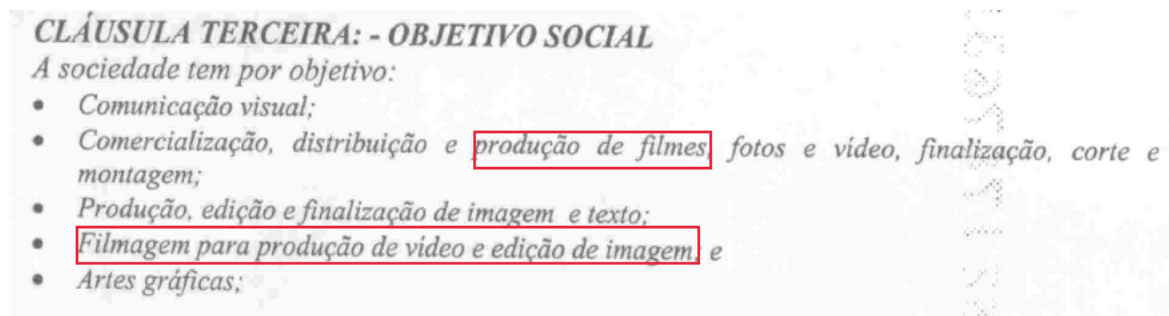 CLÁUSULA TERCEIRA: - OBJETIVO SOCIAL
A sociedade tem por objetivo:
• Comunicação visual;
• Comercialização, distribuição e produção de filmes, fotos e vídeo, finalização, corte e
montagem;
• Produção, edição e finalização de imagem e texto;
• Filmagem para produção de vídeo e edição de imagem; e
• Artes gráficas;